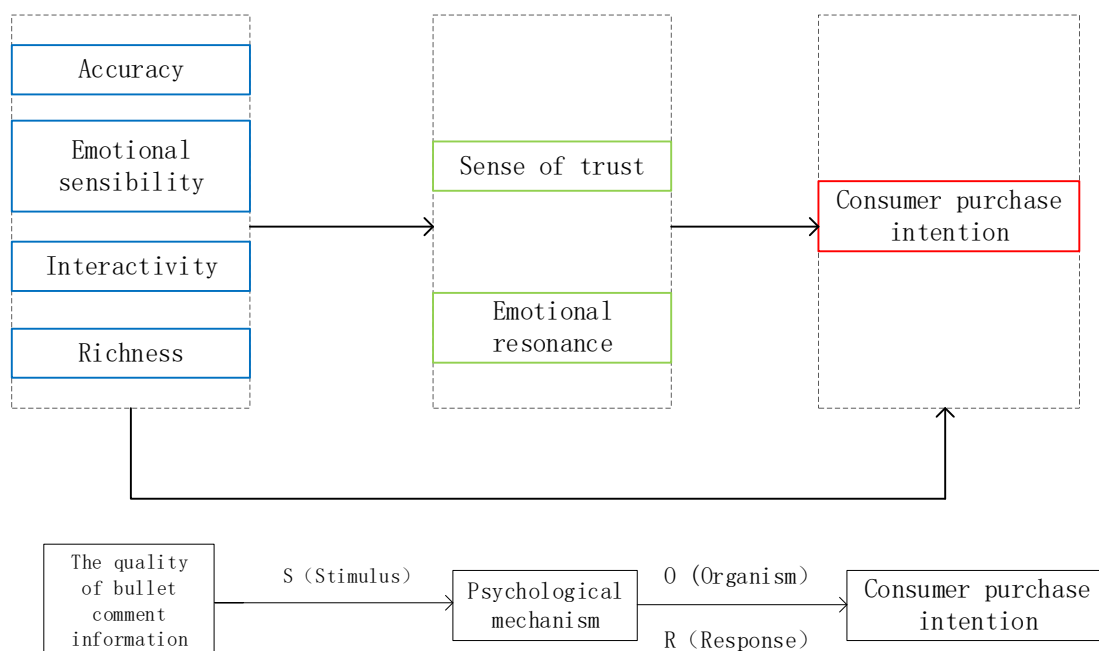 Accuracy
Emotional
sensibility
Interactivity
Richness
Sense of trust
Emotional
resonance
Consumer purchase
intention
The quality
of bullet
comment
information
S（Stimulus）
Psychological
mechanism
O (Organism）
R（Response）
Consumer purchase
intention